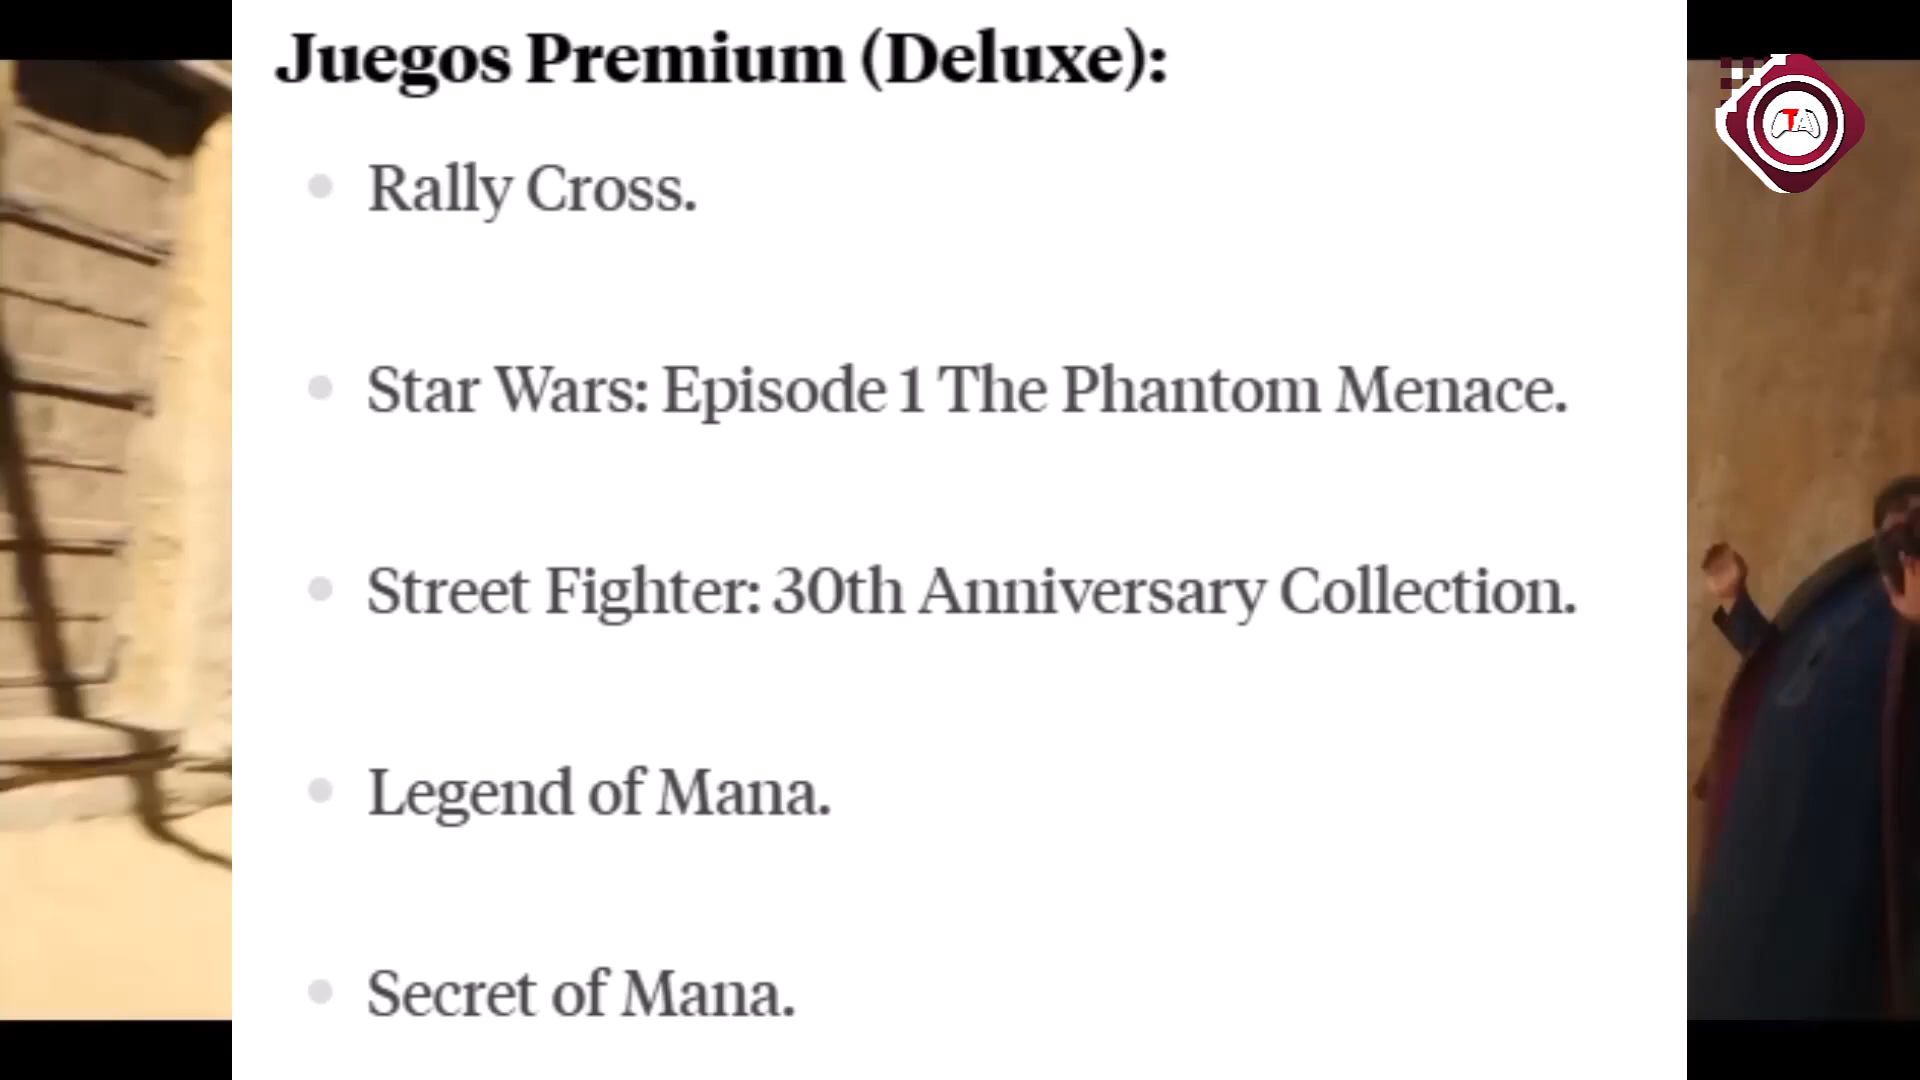 Juegos Premium (Deluxe):
Rally Cross.
Star Wars: Episode 1 The Phantom Menace.
Street Fighter: 30th Anniversary Collection.
Legend of Mana.
Secret of Mana.
TA